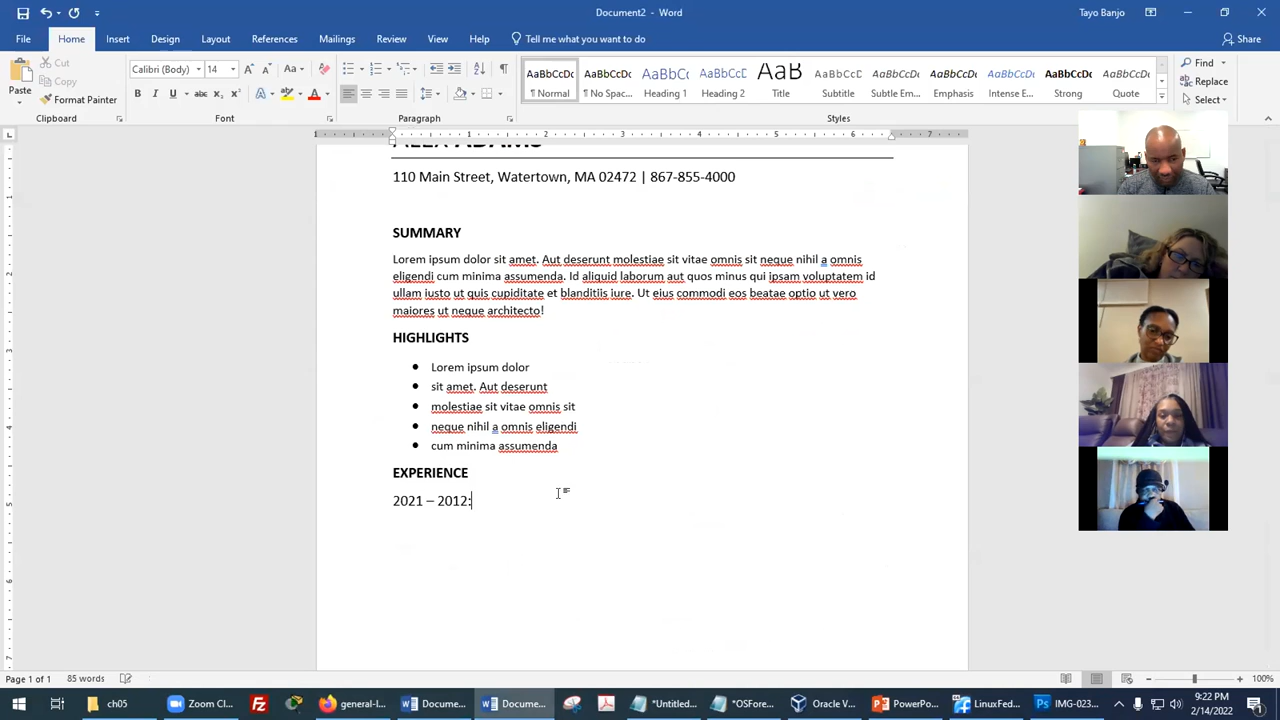 Document2 - Word
Tayo Banjo
File Home Insert Design Layout References Mailings Review View Help Tell me what you want to do
Share
Cut
Copy
Format Painter
Paste
Clipboard
Calibri (Body) 14
Font
Paragraph
AaBbCcDc AaBbCcDc AaBbCc AaBbCcC AaB AaBbCcC AaBbCcDc AaBbCcDc AaBbCcDc AaBbCcDc AaBbCcDc
¶ Normal ¶ No Spac... Heading 1 Heading 2 Title Subtitle Subtle Em... Emphasis Intense E... Strong Quote
Styles
Find
Replace
Select
ALEX ADAMS
110 Main Street, Watertown, MA 02472 | 867-855-4000
SUMMARY
Lorem ipsum dolor sit amet. Aut deserunt molestiae sit vitae omnis sit neque nihil a omnis
eligendi cum minima assumenda. Id aliquid laborum aut quos minus qui ipsam voluptatem id
ullam iusto ut quis cupiditate et blanditiis iure. Ut eius commodi eos beatae optio ut vero
maiores ut neque architecto!
HIGHLIGHTS
• Lorem ipsum dolor
• sit amet. Aut deserunt
• molestiae sit vitae omnis sit
• neque nihil a omnis eligendi
• cum minima assumenda
EXPERIENCE
2021 – 2012:
Page 1 of 1 85 words
100%
ch05 Zoom Cl... general-l... Docume... Docume... *Untitled... *OSFore... Oracle V... PowerPo... LinuxFed... IMG-023...
9:22 PM
2/14/2022